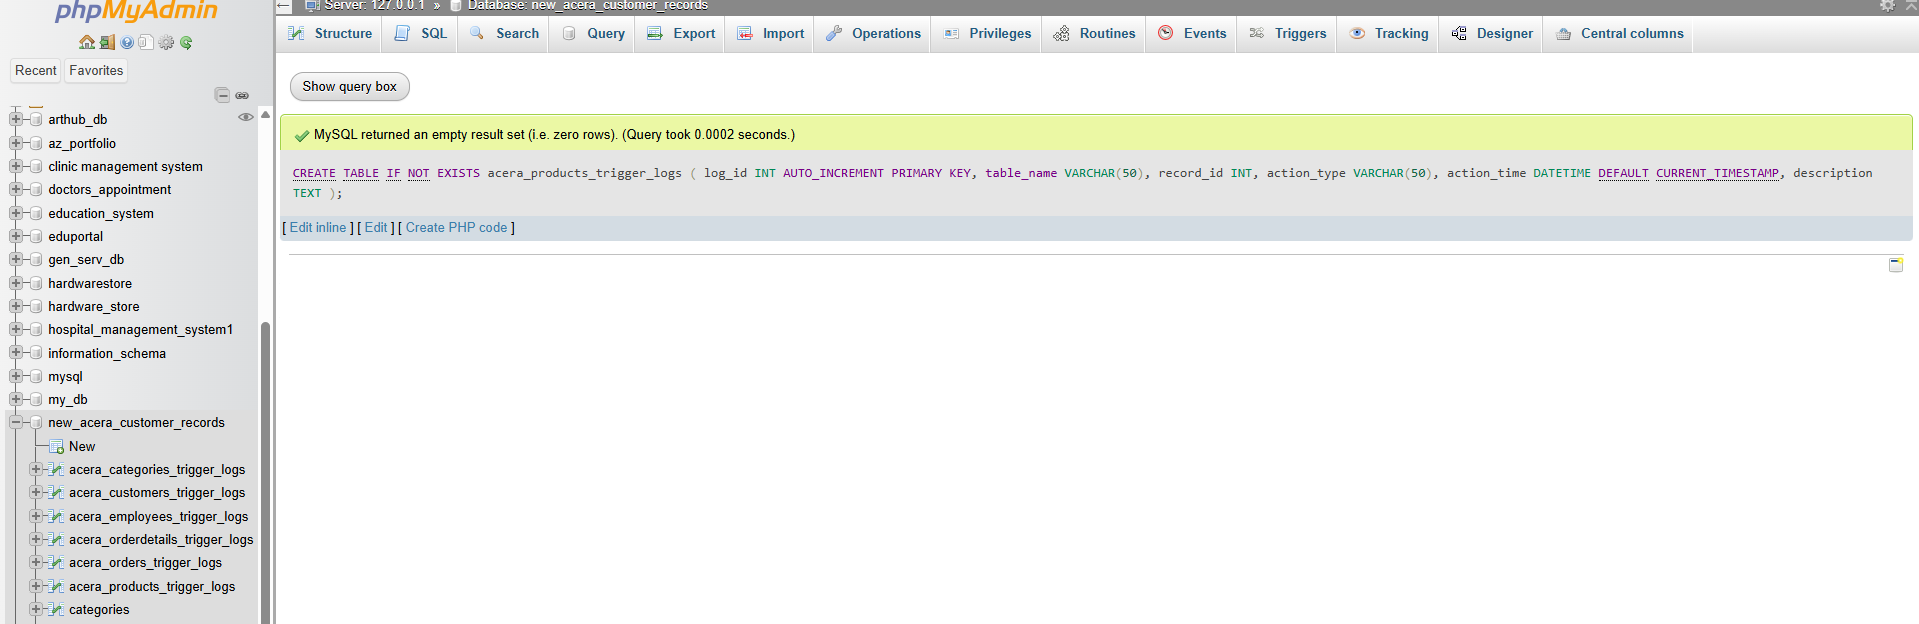 phpMyAdmin
Recent Favorites
arthub_db
az_portfolio
clinic management system
doctors_appointment
education_system
eduportal
gen_serv_db
hardwarestore
hardware_store
hospital_management_system1
information_schema
mysql
my_db
new_acera_customer_records
New
acera_categories_trigger_logs
acera_customers_trigger_logs
acera_employees_trigger_logs
acera_orderdetails_trigger_logs
acera_orders_trigger_logs
acera_products_trigger_logs
categories
Server: 127.0.0.1 » Database: new_acera_customer_records
Structure SQL Search Query Export Import Operations Privileges Routines Events Triggers Tracking Designer Central columns
Show query box
MySQL returned an empty result set (i.e. zero rows). (Query took 0.0002 seconds.)
CREATE TABLE IF NOT EXISTS acera_products_trigger_logs ( log_id INT AUTO_INCREMENT PRIMARY KEY, table_name VARCHAR(50), record_id INT, action_type VARCHAR(50), action_time DATETIME DEFAULT CURRENT_TIMESTAMP, description
TEXT );
[ Edit inline ] [ Edit ] [ Create PHP code ]